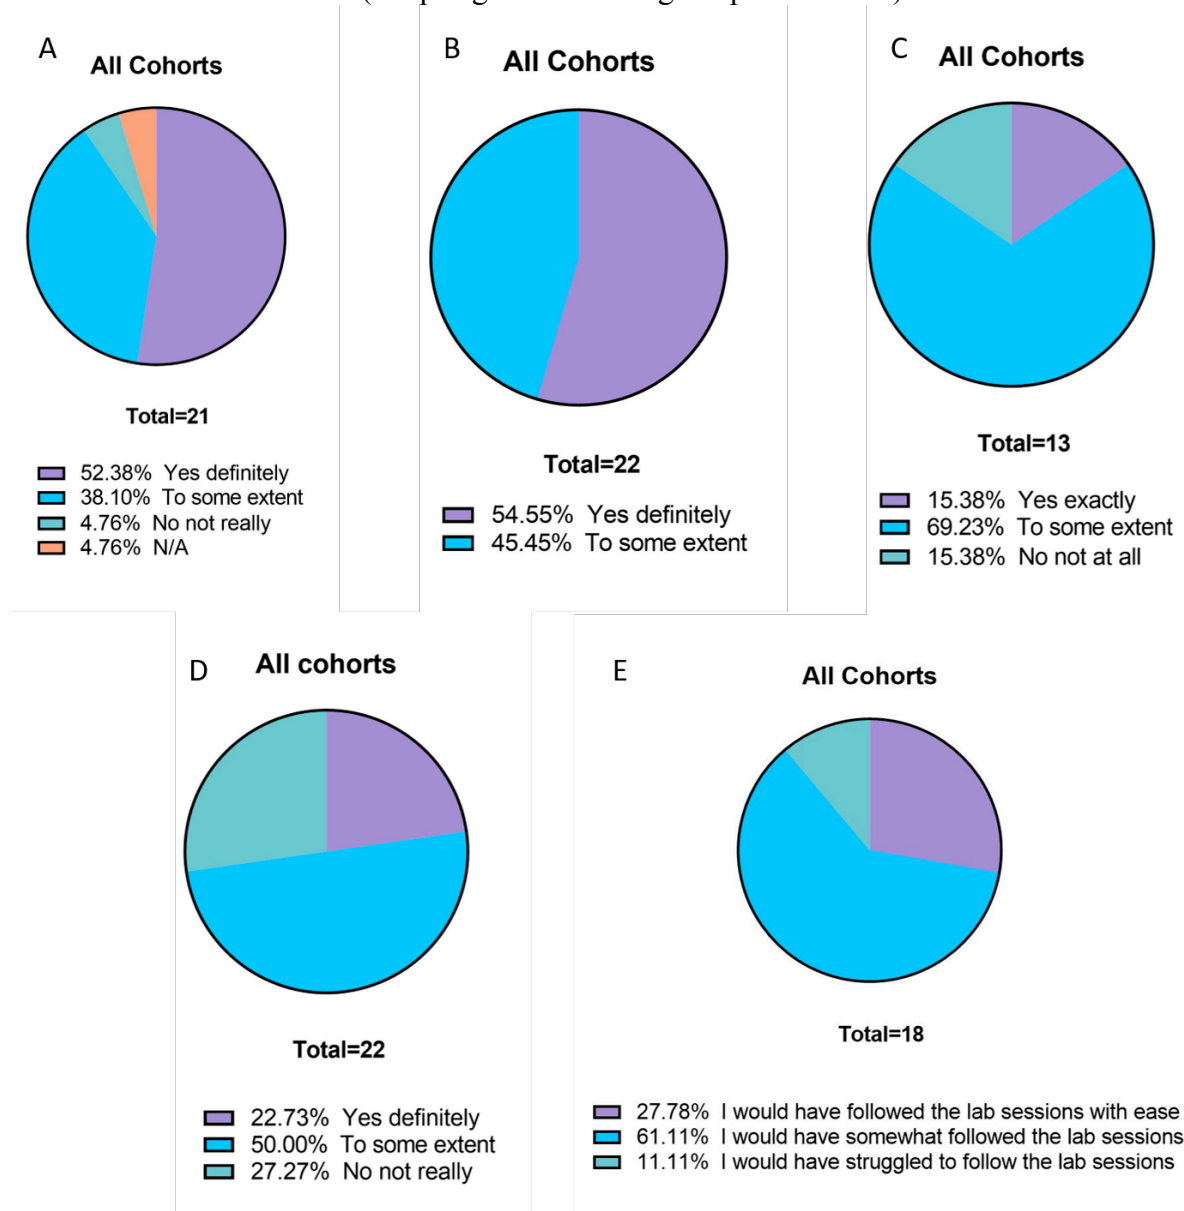 A
All Cohorts
Total=21
52.38% Yes definitely
38.10% To some extent
4.76% No not really
4.76% N/A
B
All Cohorts
Total=22
54.55% Yes definitely
45.45% To some extent
C
All Cohorts
Total=13
15.38% Yes exactly
69.23% To some extent
15.38% No not at all
D
All cohorts
Total=22
22.73% Yes definitely
50.00% To some extent
27.27% No not really
E
All Cohorts
Total=18
27.78% I would have followed the lab sessions with ease
61.11% I would have somewhat followed the lab sessions
11.11% I would have struggled to follow the lab sessions